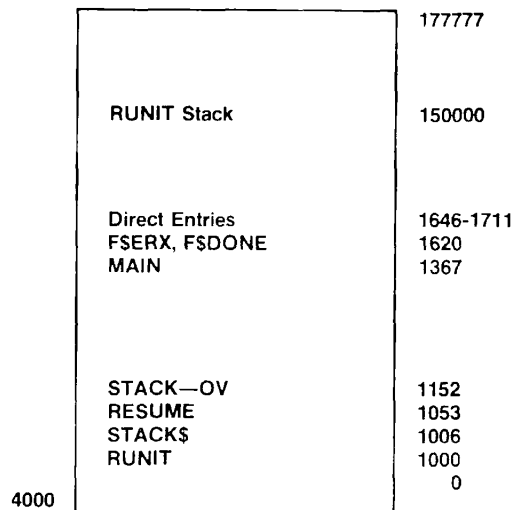 177777
RUNIT Stack 150000
Direct Entries 1646-1711
F$ERX, F$DONE 1620
MAIN 1367
STACK—OV 1152
RESUME 1053
STACK$ 1006
RUNIT 1000
0
4000